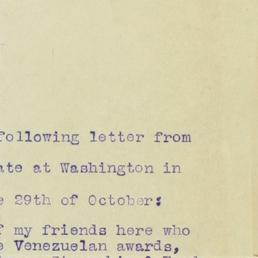 following letter from
ate at Washington in
e 29th of October:
f my friends here who
e Venezuelan awards,